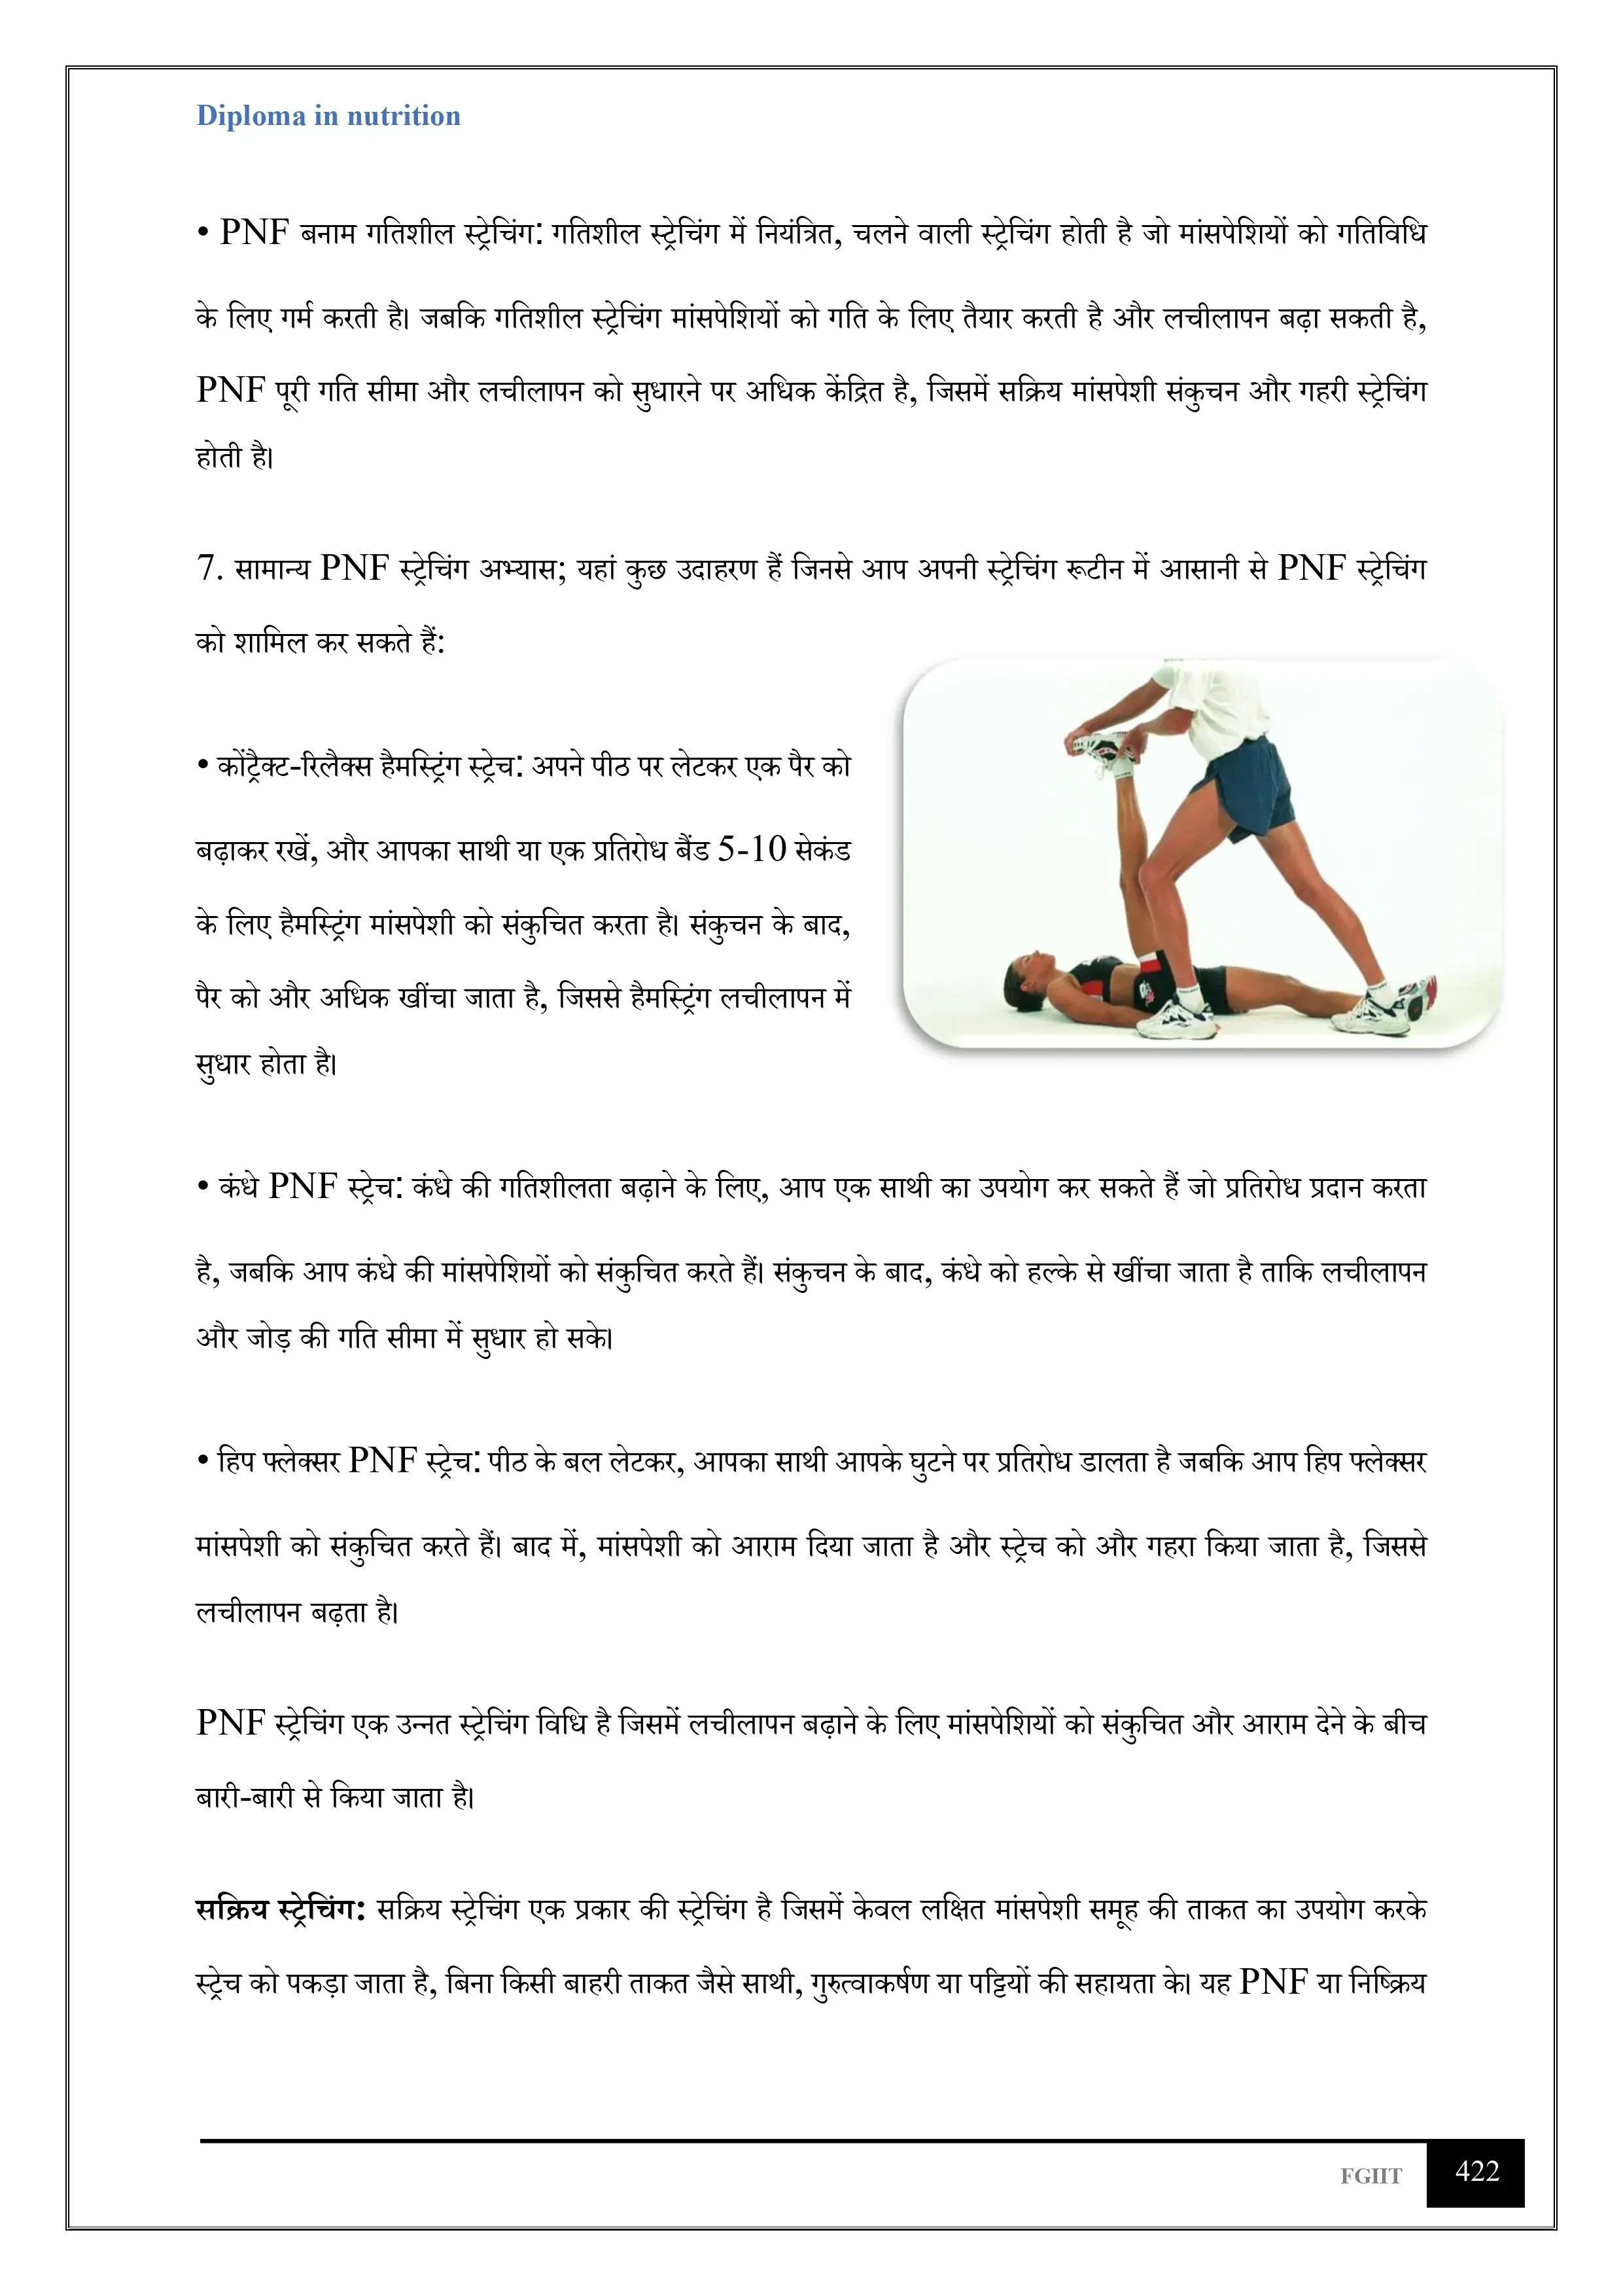 Diploma in nutrition
• PNF बनाम गतिशील स्ट्रेचिंग: गतिशील स्ट्रेचिंग में नियंत्रित, चलने वाली स्ट्रेचिंग होती है जो मांसपेशियों को गतिविधि
के लिए गर्म करती है। जबकि गतिशील स्ट्रेचिंग मांसपेशियों को गति के लिए तैयार करती है और लचीलापन बढ़ा सकती है,
PNF पूरी गति सीमा और लचीलापन को सुधारने पर अधिक केंद्रित है, जिसमें सक्रिय मांसपेशी संकुचन और गहरी स्ट्रेचिंग
होती है।
7. सामान्य PNF स्ट्रेचिंग अभ्यास; यहां कुछ उदाहरण हैं जिनसे आप अपनी स्ट्रेचिंग रूटीन में आसानी से PNF स्ट्रेचिंग
को शामिल कर सकते हैं:
• कोंट्रैक्ट-रिलैक्स हैमस्ट्रिंग स्ट्रेच: अपने पीठ पर लेटकर एक पैर को
बढ़ाकर रखें, और आपका साथी या एक प्रतिरोध बैंड 5-10 सेकंड
के लिए हैमस्ट्रिंग मांसपेशी को संकुचित करता है। संकुचन के बाद,
पैर को और अधिक खींचा जाता है, जिससे हैमस्ट्रिंग लचीलापन में
सुधार होता है।
• कंधे PNF स्ट्रेच: कंधे की गतिशीलता बढ़ाने के लिए, आप एक साथी का उपयोग कर सकते हैं जो प्रतिरोध प्रदान करता
है, जबकि आप कंधे की मांसपेशियों को संकुचित करते हैं। संकुचन के बाद, कंधे को हल्के से खींचा जाता है ताकि लचीलापन
और जोड़ की गति सीमा में सुधार हो सके।
• हिप फ्लेक्सर PNF स्ट्रेच: पीठ के बल लेटकर, आपका साथी आपके घुटने पर प्रतिरोध डालता है जबकि आप हिप फ्लेक्सर
मांसपेशी को संकुचित करते हैं। बाद में, मांसपेशी को आराम दिया जाता है और स्ट्रेच को और गहरा किया जाता है, जिससे
लचीलापन बढ़ता है।
PNF स्ट्रेचिंग एक उन्नत स्ट्रेचिंग विधि है जिसमें लचीलापन बढ़ाने के लिए मांसपेशियों को संकुचित और आराम देने के बीच
बारी-बारी से किया जाता है।
सक्रिय स्ट्रेचिंग: सक्रिय स्ट्रेचिंग एक प्रकार की स्ट्रेचिंग है जिसमें केवल लक्षित मांसपेशी समूह की ताकत का उपयोग करके
स्ट्रेच को पकड़ा जाता है, बिना किसी बाहरी ताकत जैसे साथी, गुरुत्वाकर्षण या पट्टियों की सहायता के। यह PNF या निष्क्रिय
FGIIT 422